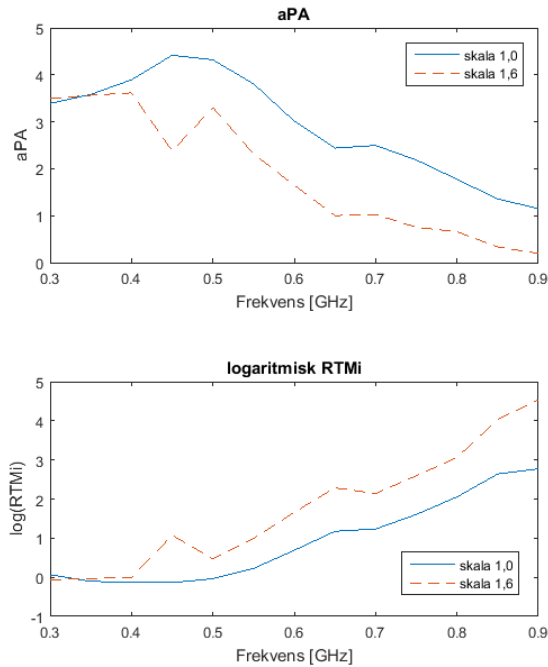 aPA
5
4
3
2
1
0
aPA
skala 1,0
skala 1,6
0.3 0.4 0.5 0.6 0.7 0.8 0.9
Frekvens [GHz]
logaritmisk RTMi
5
4
3
2
1
0
-1
log(RTMi)
skala 1,0
skala 1,6
0.3 0.4 0.5 0.6 0.7 0.8 0.9
Frekvens [GHz]